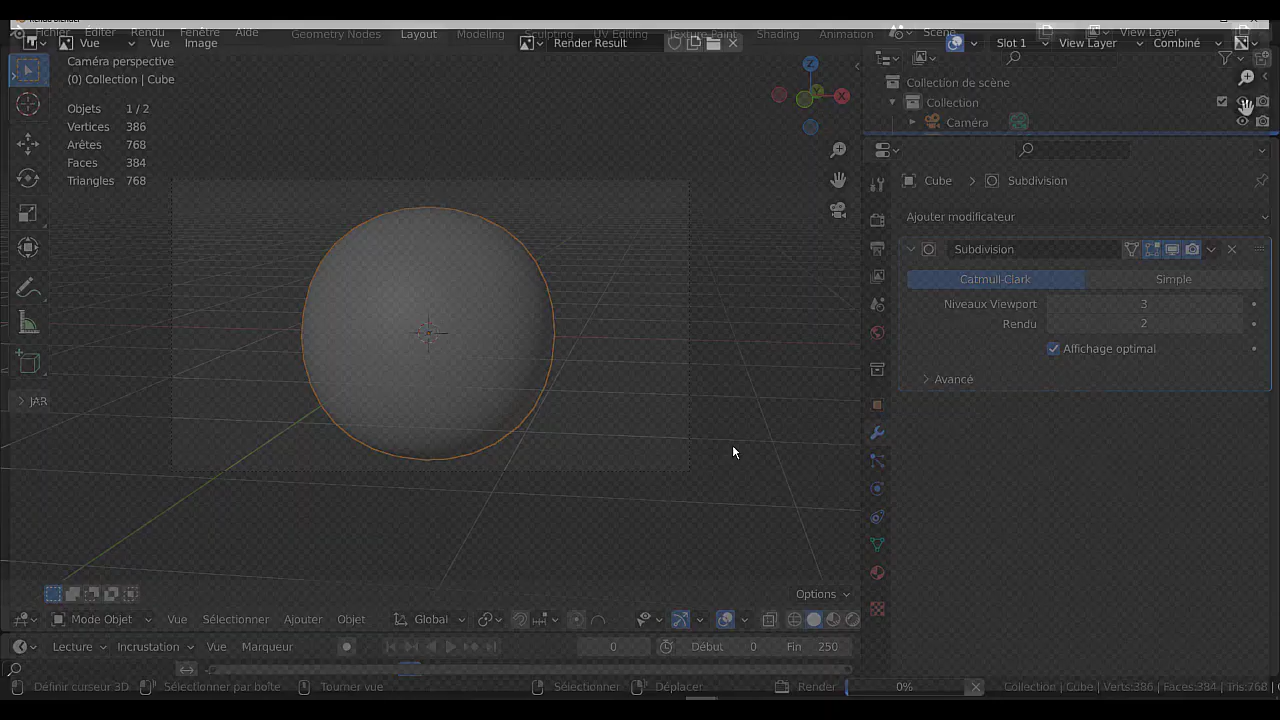 Rendu Blender
Fichier Éditer Rendu Fenêtre Aide
Geometry Nodes Layout Modeling Sculpting UV Editing Texture Paint Shading Animation
Scène View Layer
Vue Vue Image
Render Result
Slot 1 View Layer Combiné
Caméra perspective
(0) Collection | Cube
Objets 1 / 2
Vertices 386
Arêtes 768
Faces 384
Triangles 768
Z
Y
X
JAR
Collection de scène
Collection
Caméra
Cube > Subdivision
Ajouter modificateur
Subdivision
Catmull-Clark Simple
Niveaux Viewport 3
Rendu 2
Affichage optimal
Avancé
Options
Mode Objet Vue Sélectionner Ajouter Objet Global
Lecture Incrustation Vue Marqueur 0 Début 0 Fin 250
Définir curseur 3D Sélectionner par boîte Tourner vue Sélectionner Déplacer Render 0% Collection | Cube | Verts:386 | Faces:384 | Tris:768 |